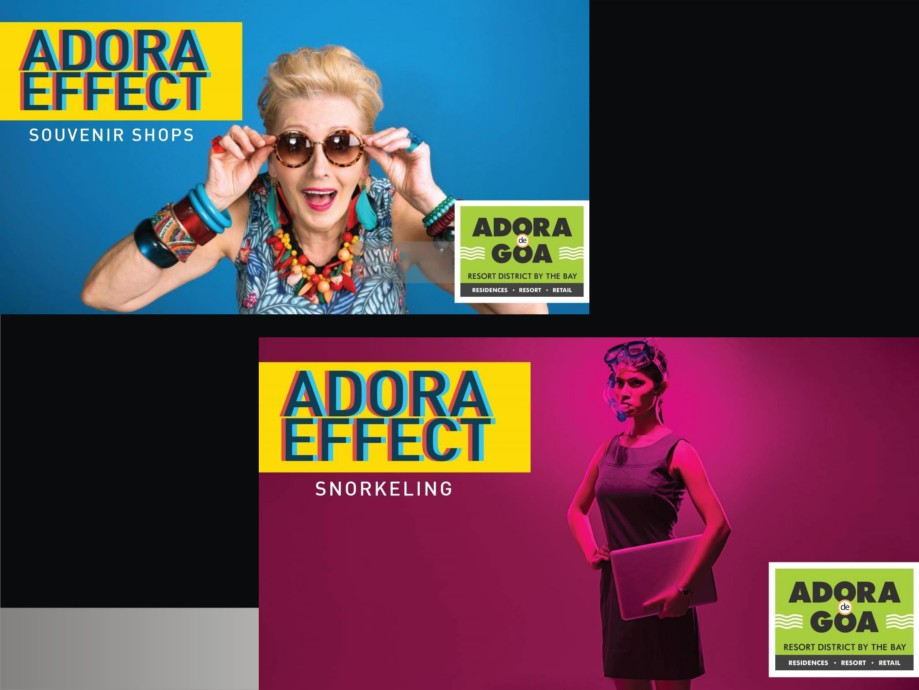 ADORA
EFFECT
SOUVENIR SHOPS
ADORA
de
GOA
RESORT DISTRICT BY THE BAY
RESIDENCES • RESORT • RETAIL
ADORA
EFFECT
SNORKELING
ADORA
de
GOA
RESORT DISTRICT BY THE BAY
RESIDENCES • RESORT • RETAIL